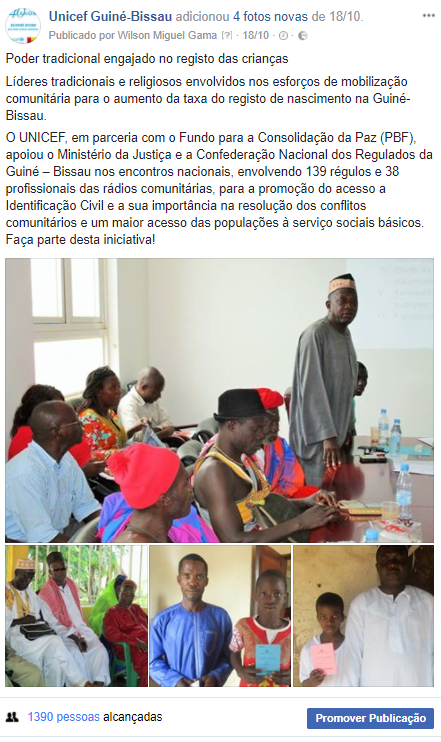 Unicef Guiné-Bissau adicionou 4 fotos novas de 18/10.
Publicado por Wilson Miguel Gama [?] · 18/10 ·
Poder tradicional engajado no registo das crianças
Líderes tradicionais e religiosos envolvidos nos esforços de mobilização
comunitária para o aumento da taxa do registo de nascimento na Guiné-
Bissau.
O UNICEF, em parceria com o Fundo para a Consolidação da Paz (PBF),
apoiou o Ministério da Justiça e a Confederação Nacional dos Regulados da
Guiné – Bissau nos encontros nacionais, envolvendo 139 régulos e 38
profissionais das rádios comunitárias, para a promoção do acesso a
Identificação Civil e a sua importância na resolução dos conflitos
comunitários e um maior acesso das populações à serviço sociais básicos.
Faça parte desta iniciativa!
1390 pessoas alcançadas
Promover Publicação